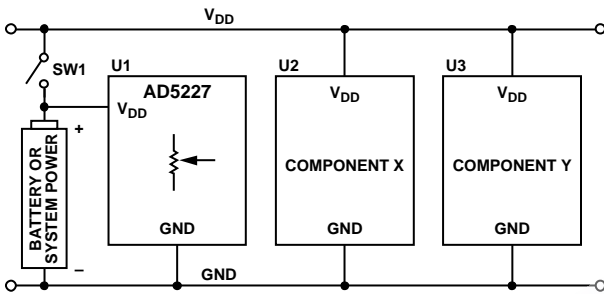 VDD
SW1
U1
AD5227
VDD
GND
U2
VDD
COMPONENT X
GND
U3
VDD
COMPONENT Y
GND
+
BATTERY OR
SYSTEM POWER
–
GND